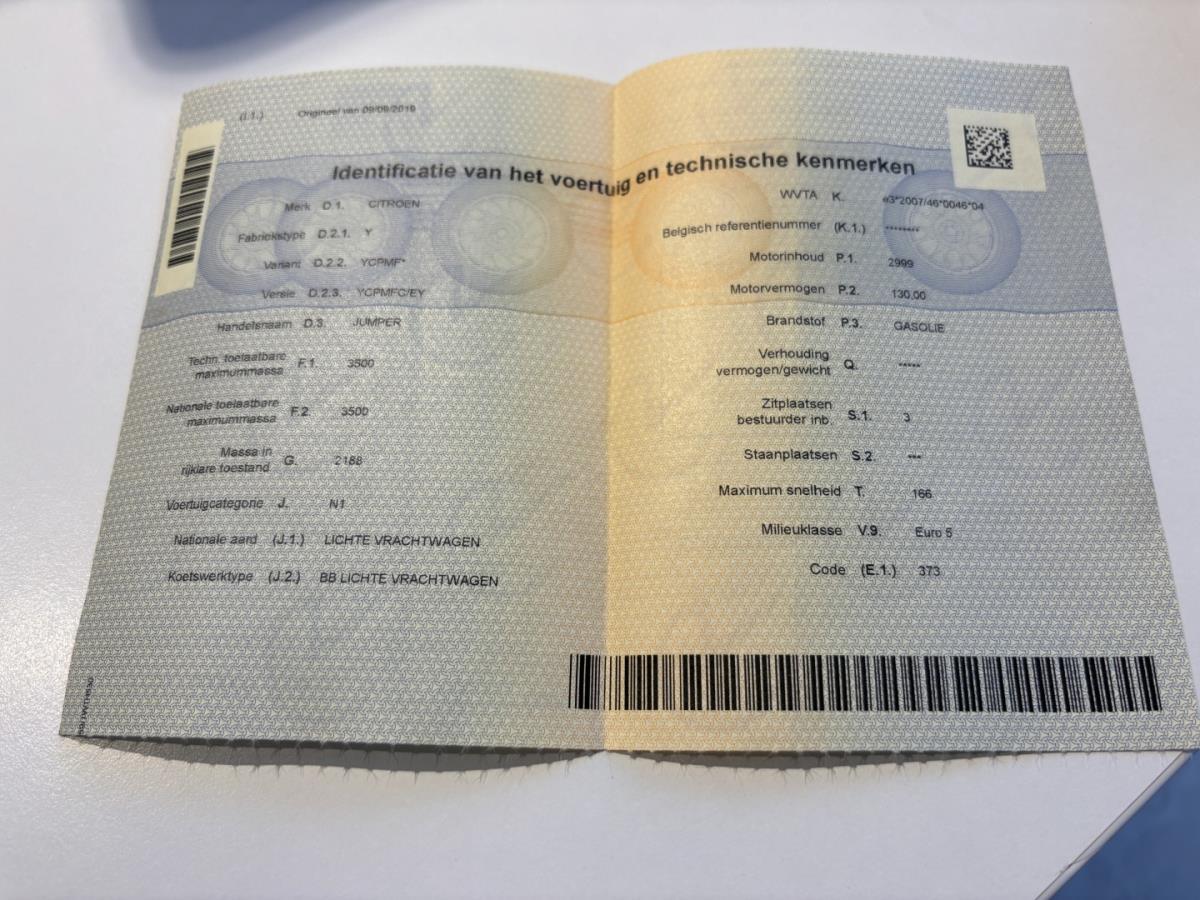 (I.1.) Origineel van 09/09/2019
Identificatie van het voertuig en technische kenmerken
Merk D.1. CITROEN
Fabriekstype D.2.1. Y
Variant D.2.2. YCPMF*
Versie D.2.3. YCPMFC/EY
Handelsnaam D.3. JUMPER
Techn. toelaatbare
maximummassa F.1. 3500
Nationale toelaatbare
maximummassa F.2. 3500
Massa in
rijklare toestand G. 2188
Voertuigcategorie J. N1
Nationale aard (J.1.) LICHTE VRACHTWAGEN
Koetswerktype (J.2.) BB LICHTE VRACHTWAGEN
WVTA K. e3*2007/46*0046*04
Belgisch referentienummer (K.1.) ********
Motorinhoud P.1. 2999
Motorvermogen P.2. 130,00
Brandstof P.3. GASOLIE
Verhouding
vermogen/gewicht Q. *****
Zitplaatsen
bestuurder inb. S.1. 3
Staanplaatsen S.2. ***
Maximum snelheid T. 166
Milieuklasse V.9. Euro 5
Code (E.1.) 373